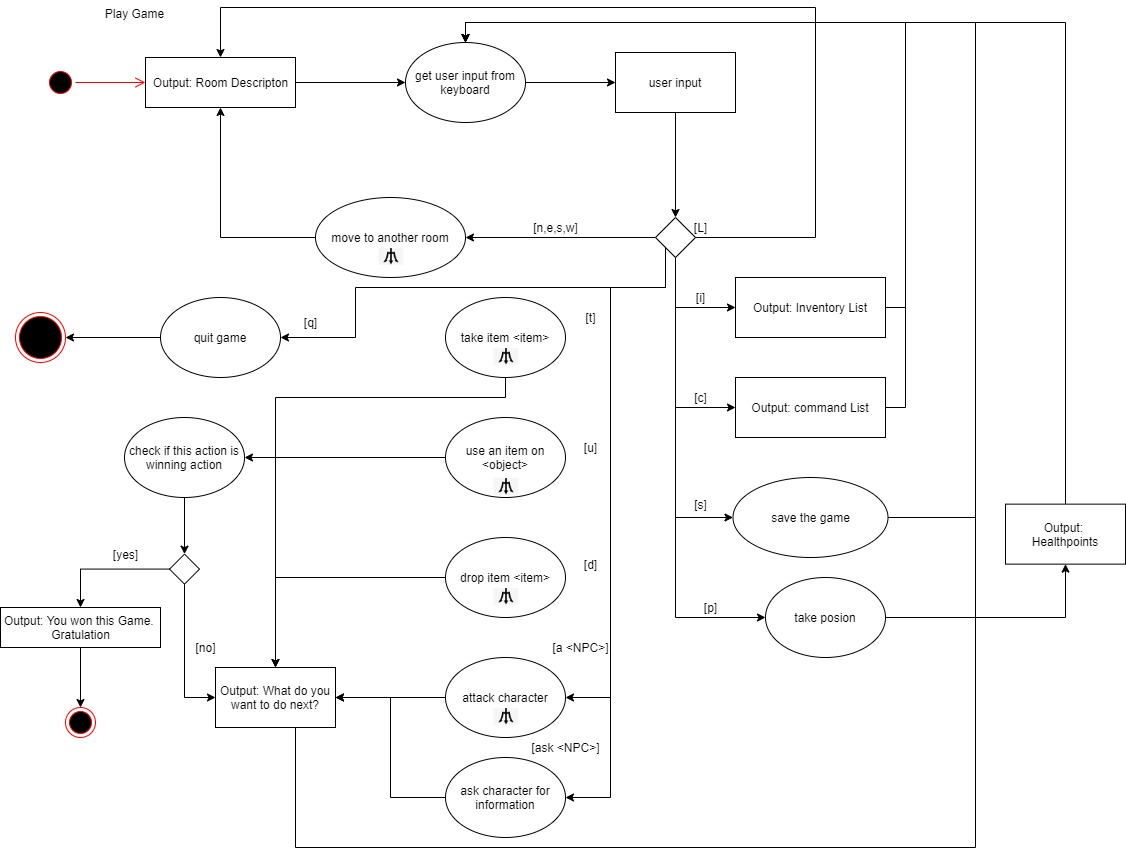 Play Game
Output: Room Descripton
get user input from
keyboard
user input
move to another room
[n,e,s,w]
[L]
quit game
[q]
take item <item>
[t]
[i]
Output: Inventory List
[c]
Output: command List
check if this action is
winning action
use an item on
<object>
[u]
[s]
save the game
Output:
Healthpoints
[yes]
drop item <item>
[d]
[p]
take posion
Output: You won this Game.
Gratulation
[no]
[a <NPC>]
Output: What do you
want to do next?
attack character
[ask <NPC>]
ask character for
information